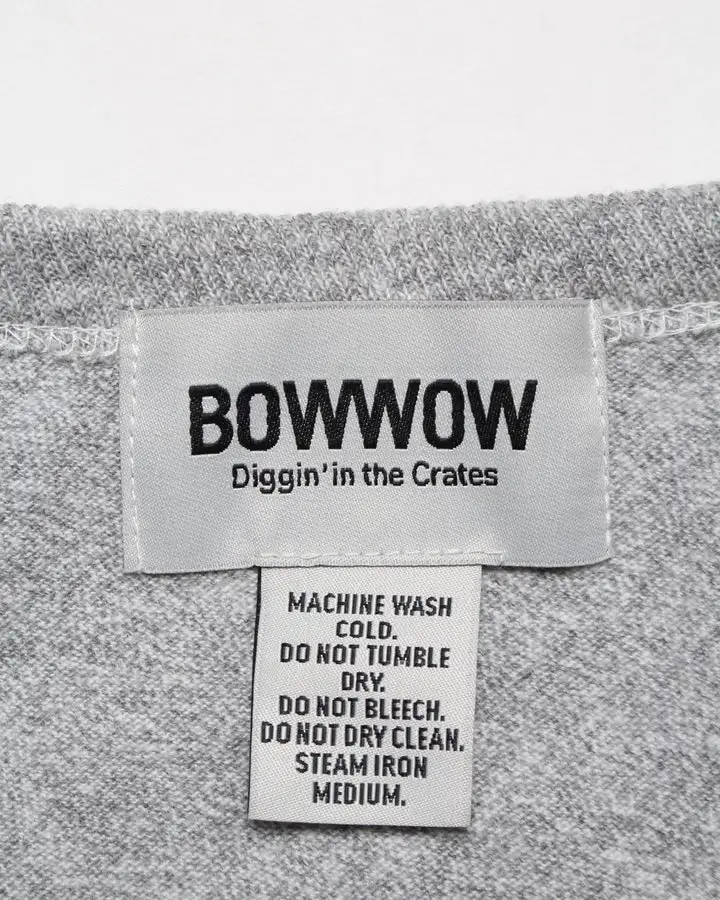 BOWWOW
Diggin' in the Crates
MACHINE WASH
COLD.
DO NOT TUMBLE
DRY.
DO NOT BLEECH.
DO NOT DRY CLEAN.
STEAM IRON
MEDIUM.